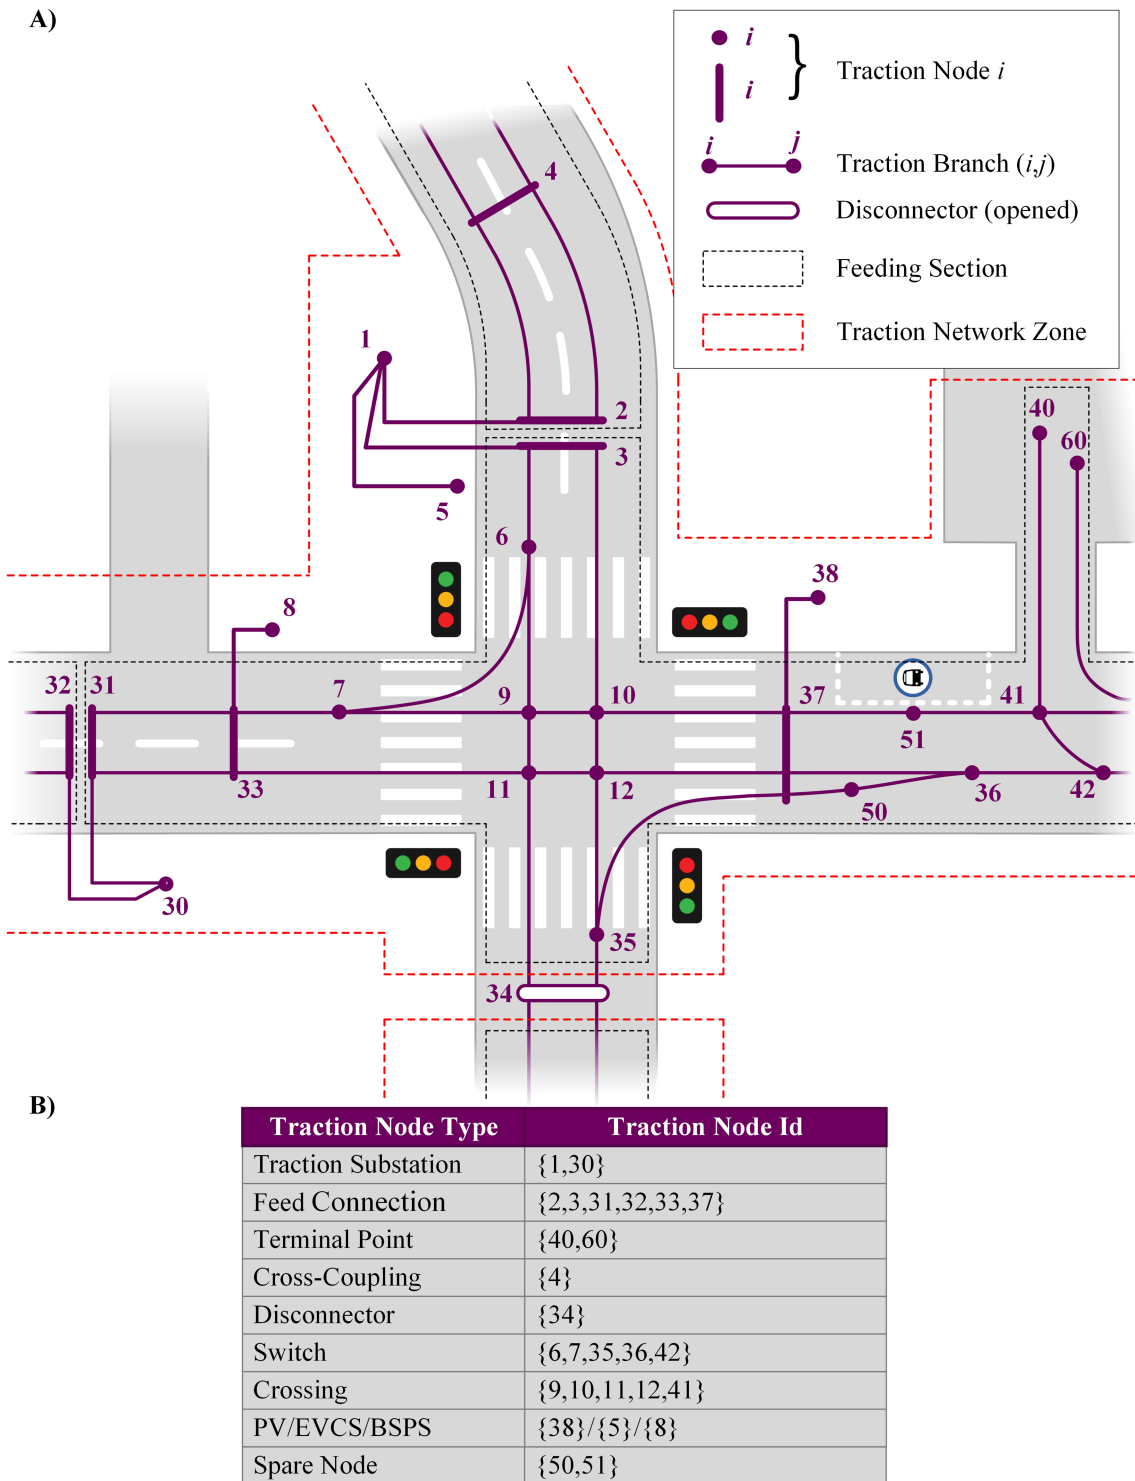 A)
i
i
Traction Node i
i j
Traction Branch (i,j)
Disconnector (opened)
Feeding Section
Traction Network Zone
4
1
2
3
5
6
40
60
38
8
32 31
7
9
10
37
51
41
33
11
12
50
36
42
30
35
34
B)
Traction Node Type Traction Node Id
Traction Substation {1,30}
Feed Connection {2,3,31,32,33,37}
Terminal Point {40,60}
Cross-Coupling {4}
Disconnector {34}
Switch {6,7,35,36,42}
Crossing {9,10,11,12,41}
PV/EVCS/BSPS {38}/{5}/{8}
Spare Node {50,51}